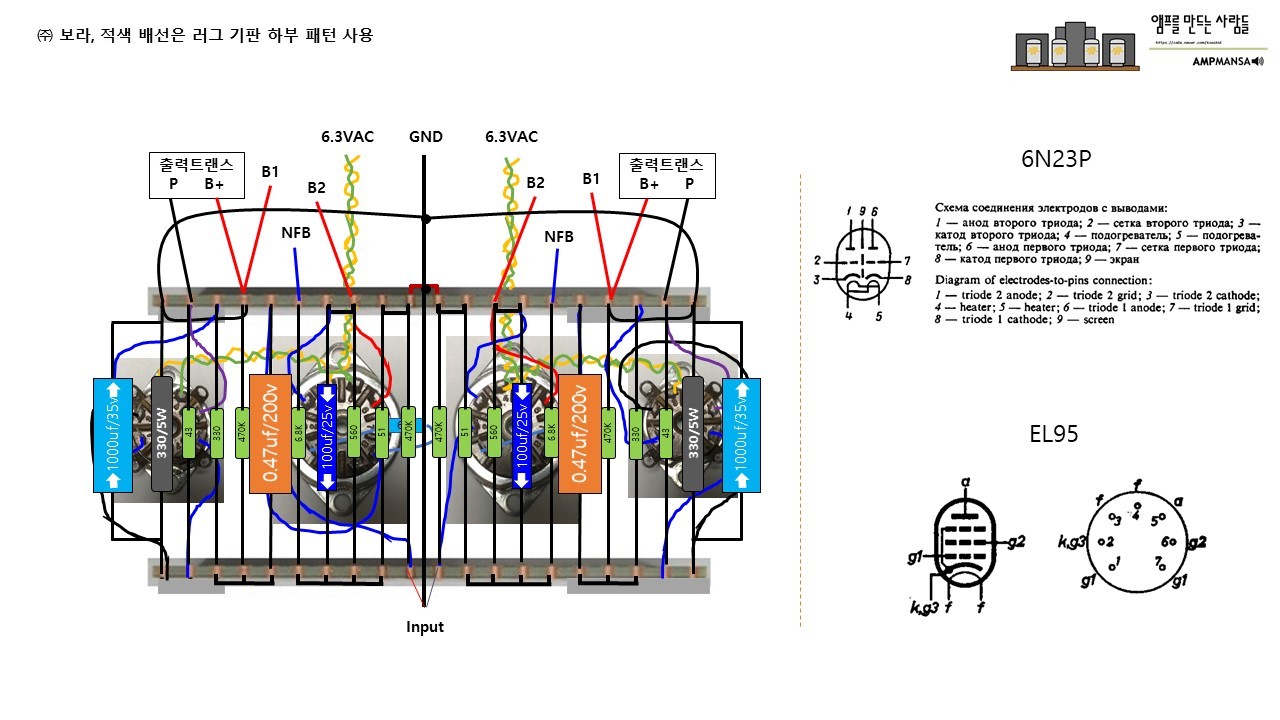 ㈜ 보라, 적색 배선은 러그 기판 하부 패턴 사용
앰프를 만드는 사람들
AMPMANSA
6.3VAC GND 6.3VAC
출력트랜스
P B+
B1
B2
NFB
B2
B1
출력트랜스
B+ P
NFB
1000uf/35v
330/5W
43
330
470K
0.47uf/200v
6.8K
100uf/25v
560
51
470K
470K
51
560
100uf/25v
6.8K
0.47uf/200v
470K
330
43
330/5W
1000uf/35v
Input
6N23P
1 9 6
2 7
3 8
4 5
Схема соединения электродов с выводами:
1 — анод второго триода; 2 — сетка второго триода; 3 —
катод второго триода; 4 — подогреватель; 5 — подогрева-
тель; 6 — анод первого триода; 7 — сетка первого триода;
8 — катод первого триода; 9 — экран
Diagram of electrodes-to-pins connection:
1 — triode 2 anode; 2 — triode 2 grid; 3 — triode 2 cathode;
4 — heater; 5 — heater; 6 — triode 1 anode; 7 — triode 1 grid;
8 — triode 1 cathode; 9 — screen
EL95
a
g1 g2
k,g3 f f
f
f a
3 4 5
k,g3 2 6 g2
1 7
g1 g1